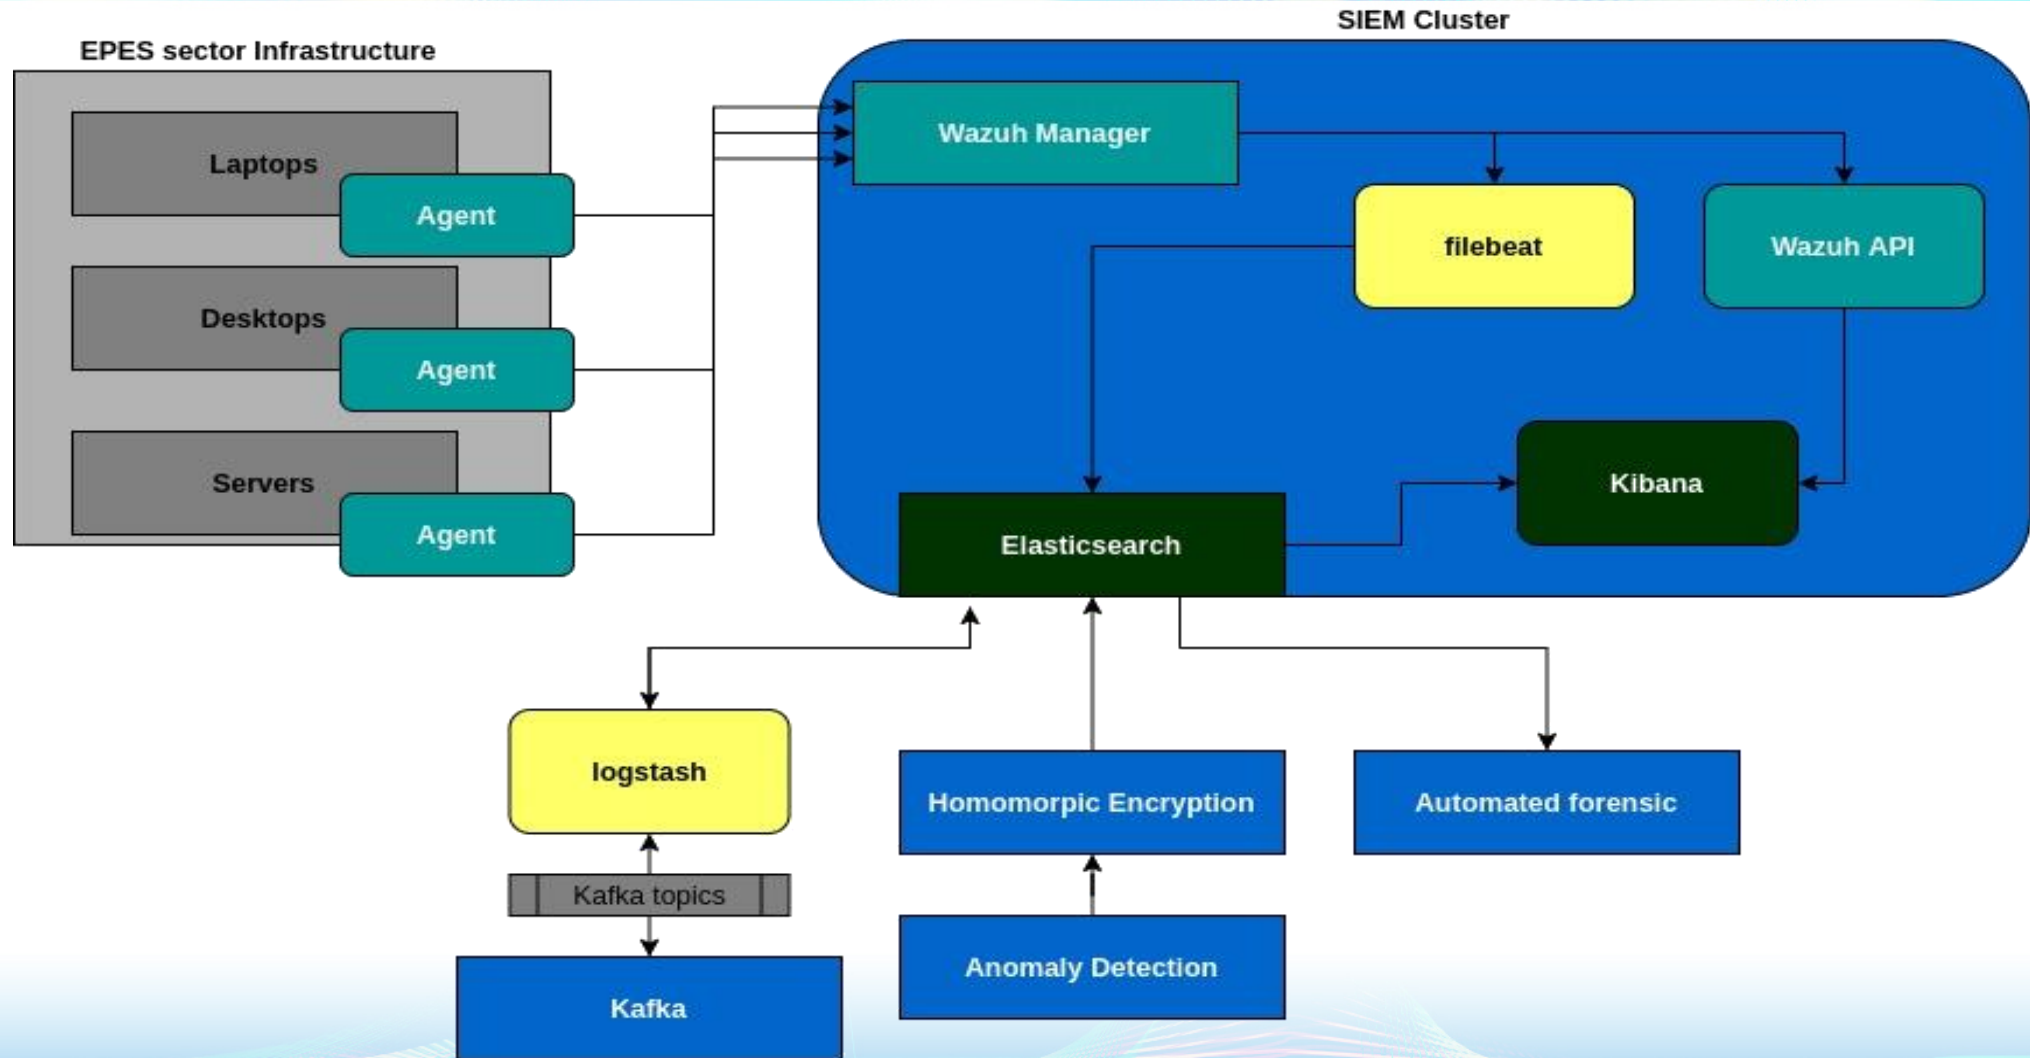 SIEM Cluster
EPES sector Infrastructure
Laptops
Agent
Desktops
Agent
Servers
Agent
Wazuh Manager
filebeat
Wazuh API
Kibana
Elasticsearch
logstash
Kafka topics
Kafka
Homomorpic Encryption
Anomaly Detection
Automated forensic